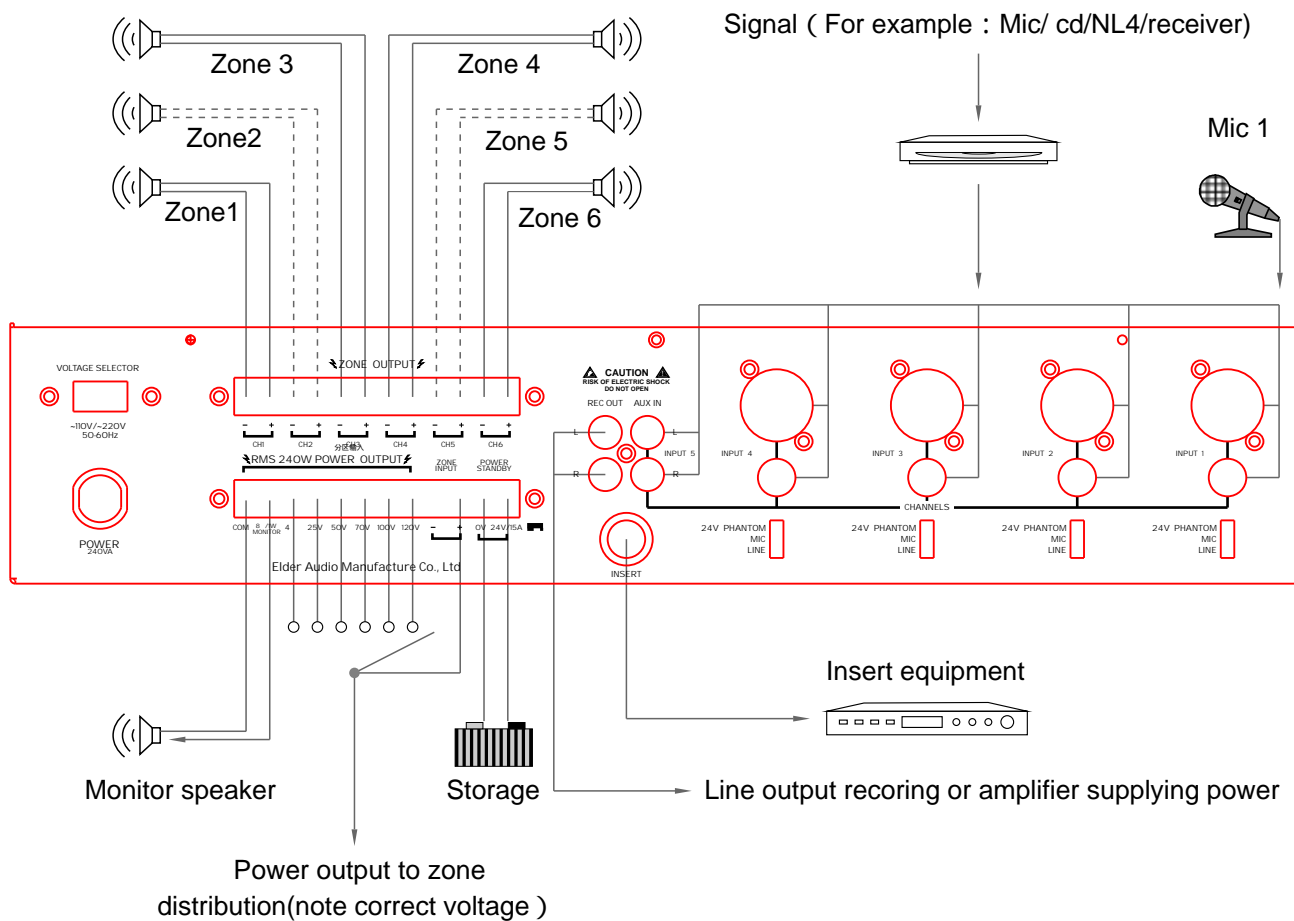 Signal ( For example : Mic/ cd/NL4/receiver)
Zone 3
Zone 4
Zone2
Zone 5
Mic 1
Zone1
Zone 6
ZONE OUTPUT
VOLTAGE SELECTOR
~110V/~220V
50-60Hz
CAUTION
RISK OF ELECTRIC SHOCK
DO NOT OPEN
REC OUT AUX IN
- + - + - + - + - + - +
CH1 CH2 CH3 CH4 CH5 CH6
分区输入
RMS 240W POWER OUTPUT
ZONE
INPUT
POWER
STANDBY
L L
R R
INPUT 5
INPUT 4
INPUT 3
INPUT 2
INPUT 1
CHANNELS
COM 8 /1W 4 25V 50V 70V 100V 120V - + 0V 24V/15A
MONITOR
POWER
240VA
24V PHANTOM
MIC
LINE
24V PHANTOM
MIC
LINE
24V PHANTOM
MIC
LINE
24V PHANTOM
MIC
LINE
Elder Audio Manufacture Co., Ltd
INSERT
Insert equipment
Monitor speaker
Storage
Line output recoring or amplifier supplying power
Power output to zone
distribution(note correct voltage )